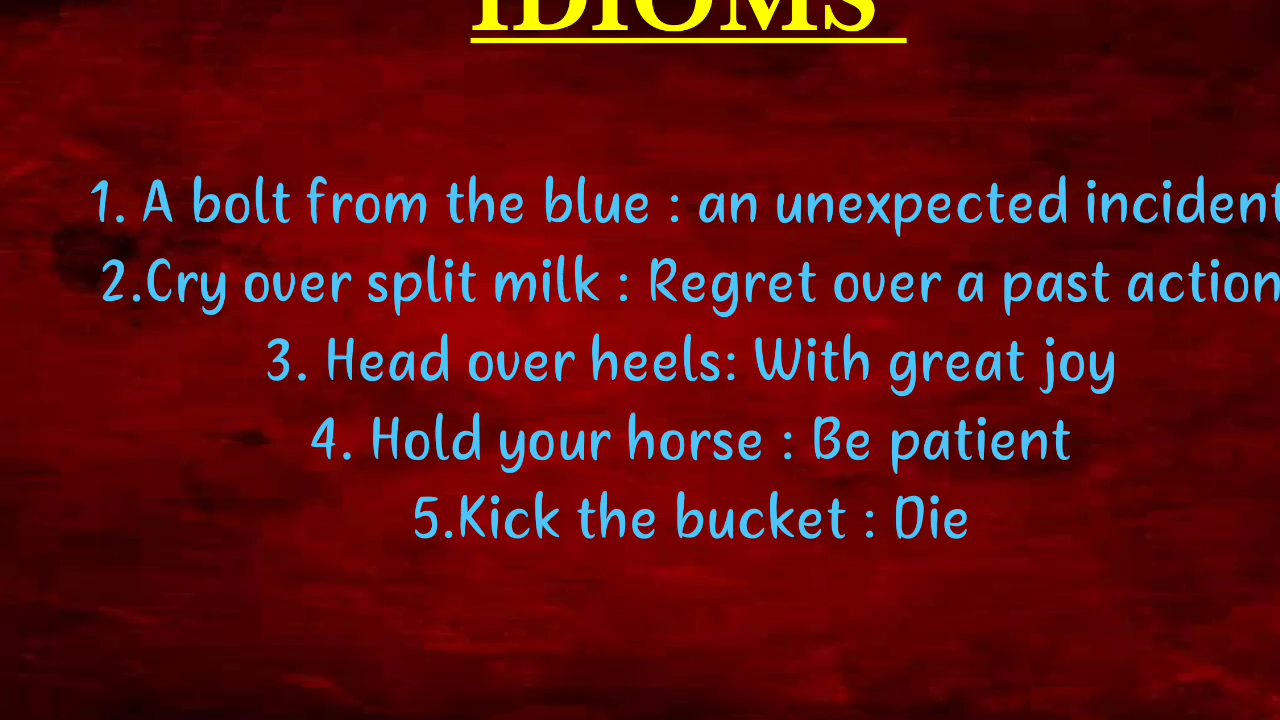 IDIOMS
1. A bolt from the blue : an unexpected incident
2.Cry over split milk : Regret over a past action
3. Head over heels: With great joy
4. Hold your horse : Be patient
5.Kick the bucket : Die